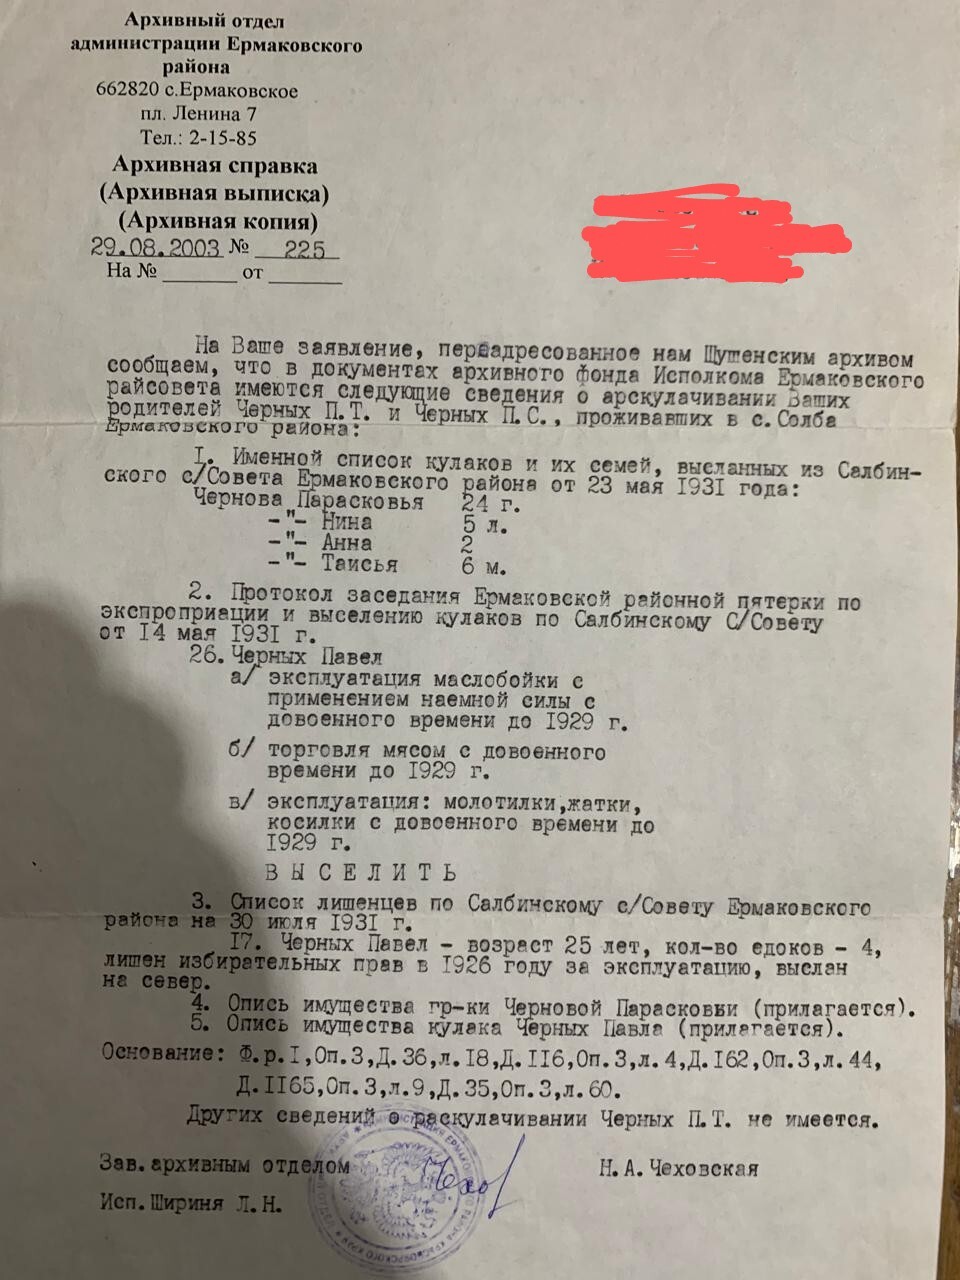 Архивный отдел
администрации Ермаковского
района
662820 с.Ермаковское
пл. Ленина 7
Тел.: 2-15-85
Архивная справка
(Архивная выписка)
(Архивная копия)
29.08.2003 № 225
На № ______ от ______
На Ваше заявление, переадресованное нам Шушенским архивом
сообщаем, что в документах архивного фонда Исполкома Ермаковского
райсовета имеются следующие сведения о арскулачивании Ваших
родителей Черных П.Т. и Черных П.С., проживавших в с.Солба
Ермаковского района:
1. Именной список кулаков и их семей, высланных из Салбин-
ского с/Совета Ермаковского района от 23 мая 1931 года:
Чернова Парасковья 24 г.
-"- Нина 5 л.
-"- Анна 2
-"- Таисья 6 м.
2. Протокол заседания Ермаковской районной пятерки по
экспроприации и выселению кулаков по Салбинскому С/Совету
от 14 мая 1931 г.
26. Черных Павел
а/ эксплуатация маслобойки с
применением наемной силы с
довоенного времени до 1929 г.
б/ торговля мясом с довоенного
времени до 1929 г.
в/ эксплуатация: молотилки,жатки,
косилки с довоенного времени до
1929 г.
В Ы С Е Л И Т Ь
3. Список лишенцев по Салбинскому с/Совету Ермаковского
района на 30 июля 1931 г.
17. Черных Павел - возраст 25 лет, кол-во едоков - 4,
лишен избирательных прав в 1926 году за эксплуатацию, выслан
на север.
4. Опись имущества гр-ки Черновой Парасковки (прилагается).
5. Опись имущества кулака Черных Павла (прилагается).
Основание: Ф.р.1,Оп.3,Д.36,л.18,Д.116,Оп.3,л.4,Д.162,Оп.3,л.44,
Д.1165,Оп.3,л.9,Д.35,Оп.3,л.60.
Других сведений о раскулачивании Черных П.Т. не имеется.
Зав.архивным отделом Н.А.Чеховская
Исп.Шириня Л.Н.